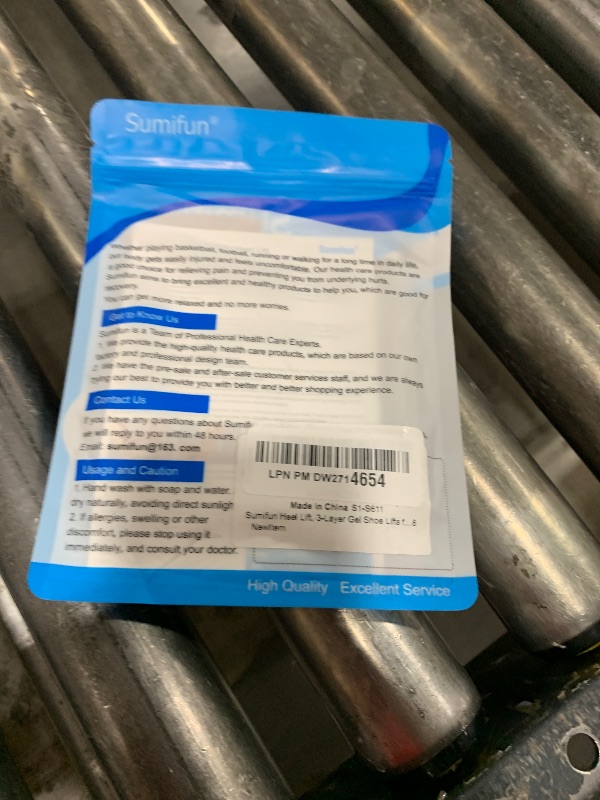 Sumifun®
Whether playing basketball, football, running or walking for a long time in daily life,
our body gets easily injured and feels uncomfortable. Our health care products are
a good choice for relieving pain and preventing you from underlying hurts.
Sumifun aims to bring excellent and healthy products to help you, which are good for
recovery.
You can get more relaxed and no more worries.
Get to Know Us
Sumifun is a Team of Professional Health Care Experts.
1. We provide the high-quality health care products, which are based on our own
factory and professional design team.
2. We have the pre-sale and after-sale customer services staff, and we are always
trying our best to provide you with better and better shopping experience.
Contact Us
If you have any questions about Sumif
we will reply to you within 48 hours.
Email: sumifun@163. com
Usage and Caution
1. Hand wash with soap and water.
dry naturally, avoiding direct sunligh
2. If allergies, swelling or other
discomfort, please stop using it
immediately, and consult your doctor.
LPN PM DW2714654
Made in China S1-S611
Sumifun Heel Lift, 3-Layer Gel Shoe Lifts f...6
NewItem
High Quality Excellent Service